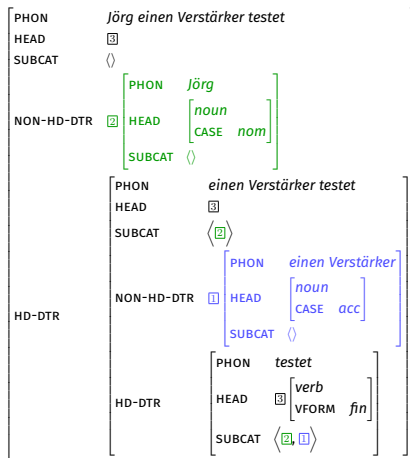 PHON Jörg einen Verstärker testet
HEAD 3
SUBCAT ⟨⟩
PHON Jörg
noun
NON-HD-DTR 2 HEAD
CASE nom
SUBCAT ⟨⟩
PHON einen Verstärker testet
HEAD 3
SUBCAT ⟨2⟩
PHON einen Verstärker
noun
NON-HD-DTR 1 HEAD
CASE acc
SUBCAT ⟨⟩
HD-DTR
PHON testet
verb
HD-DTR HEAD 3
VFORM fin
SUBCAT ⟨2, 1⟩